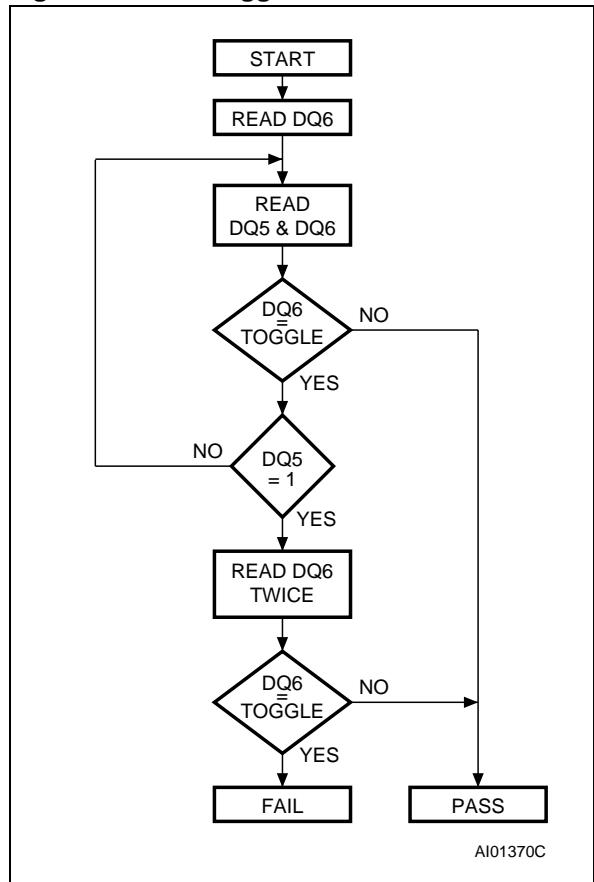 START
READ DQ6
READ
DQ5 & DQ6
DQ6
=
TOGGLE
NO
YES
NO
DQ5
= 1
YES
READ DQ6
TWICE
DQ6
=
TOGGLE
NO
YES
FAIL
PASS
AI01370C